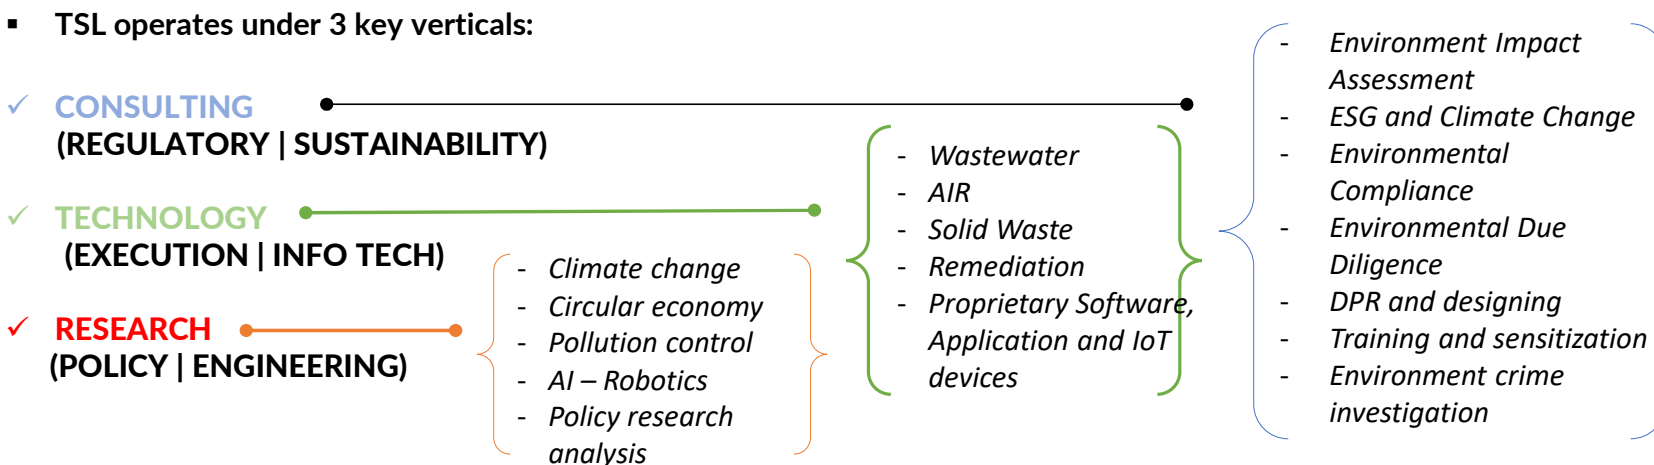 ▪ TSL operates under 3 key verticals:
✓ CONSULTING
(REGULATORY | SUSTAINABILITY)
✓ TECHNOLOGY
(EXECUTION | INFO TECH)
✓ RESEARCH
(POLICY | ENGINEERING)
- Climate change
- Circular economy
- Pollution control
- AI – Robotics
- Policy research
analysis
- Wastewater
- AIR
- Solid Waste
- Remediation
- Proprietary Software,
Application and IoT
devices
- Environment Impact
Assessment
- ESG and Climate Change
- Environmental
Compliance
- Environmental Due
Diligence
- DPR and designing
- Training and sensitization
- Environment crime
investigation